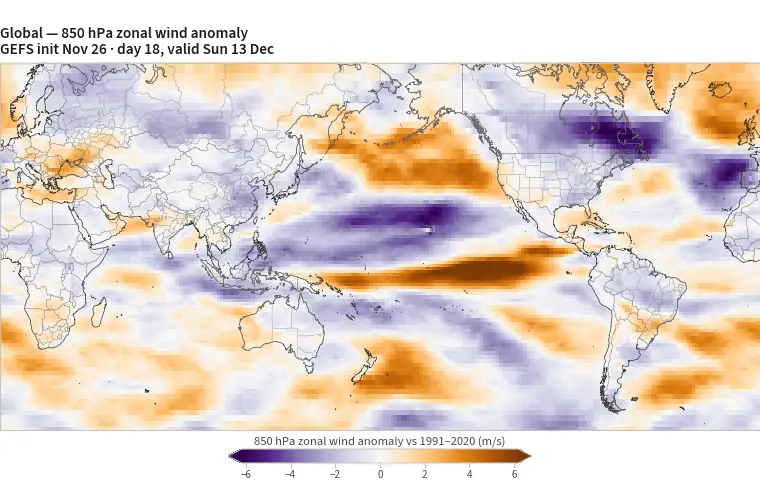 Global — 850 hPa zonal wind anomaly
GEFS init Nov 26 · day 18, valid Sun 13 Dec
850 hPa zonal wind anomaly vs 1991–2020 (m/s)
−6 −4 −2 0 2 4 6